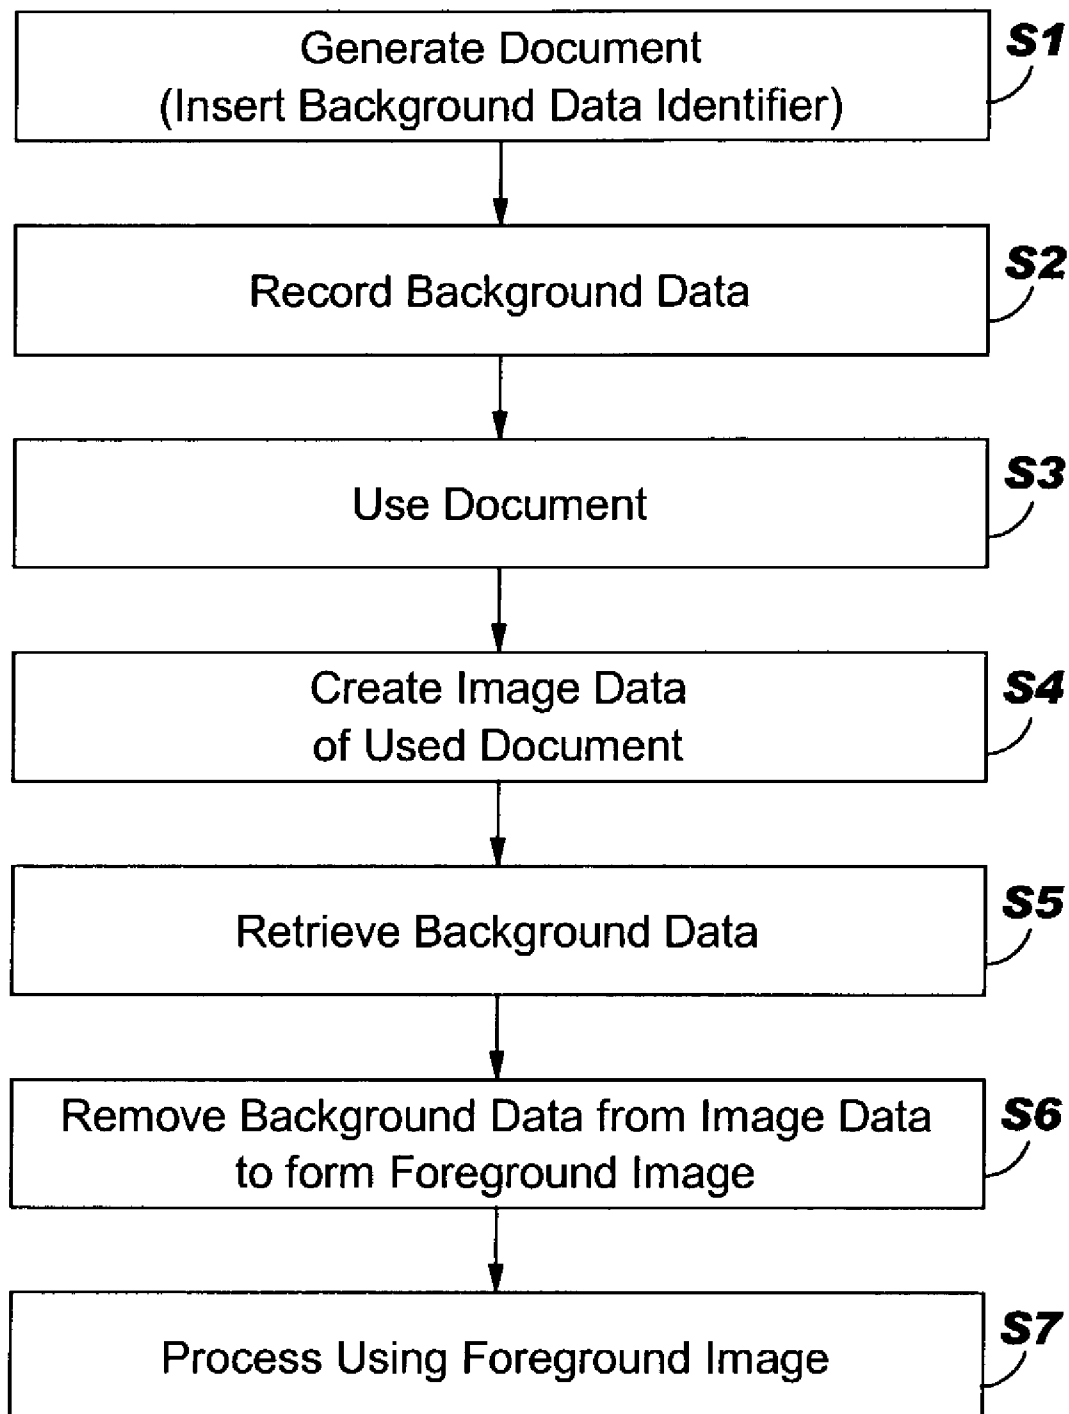 Generate Document
(Insert Background Data Identifier)
S1
Record Background Data
S2
Use Document
S3
Create Image Data
of Used Document
S4
Retrieve Background Data
S5
Remove Background Data from Image Data
to form Foreground Image
S6
Process Using Foreground Image
S7